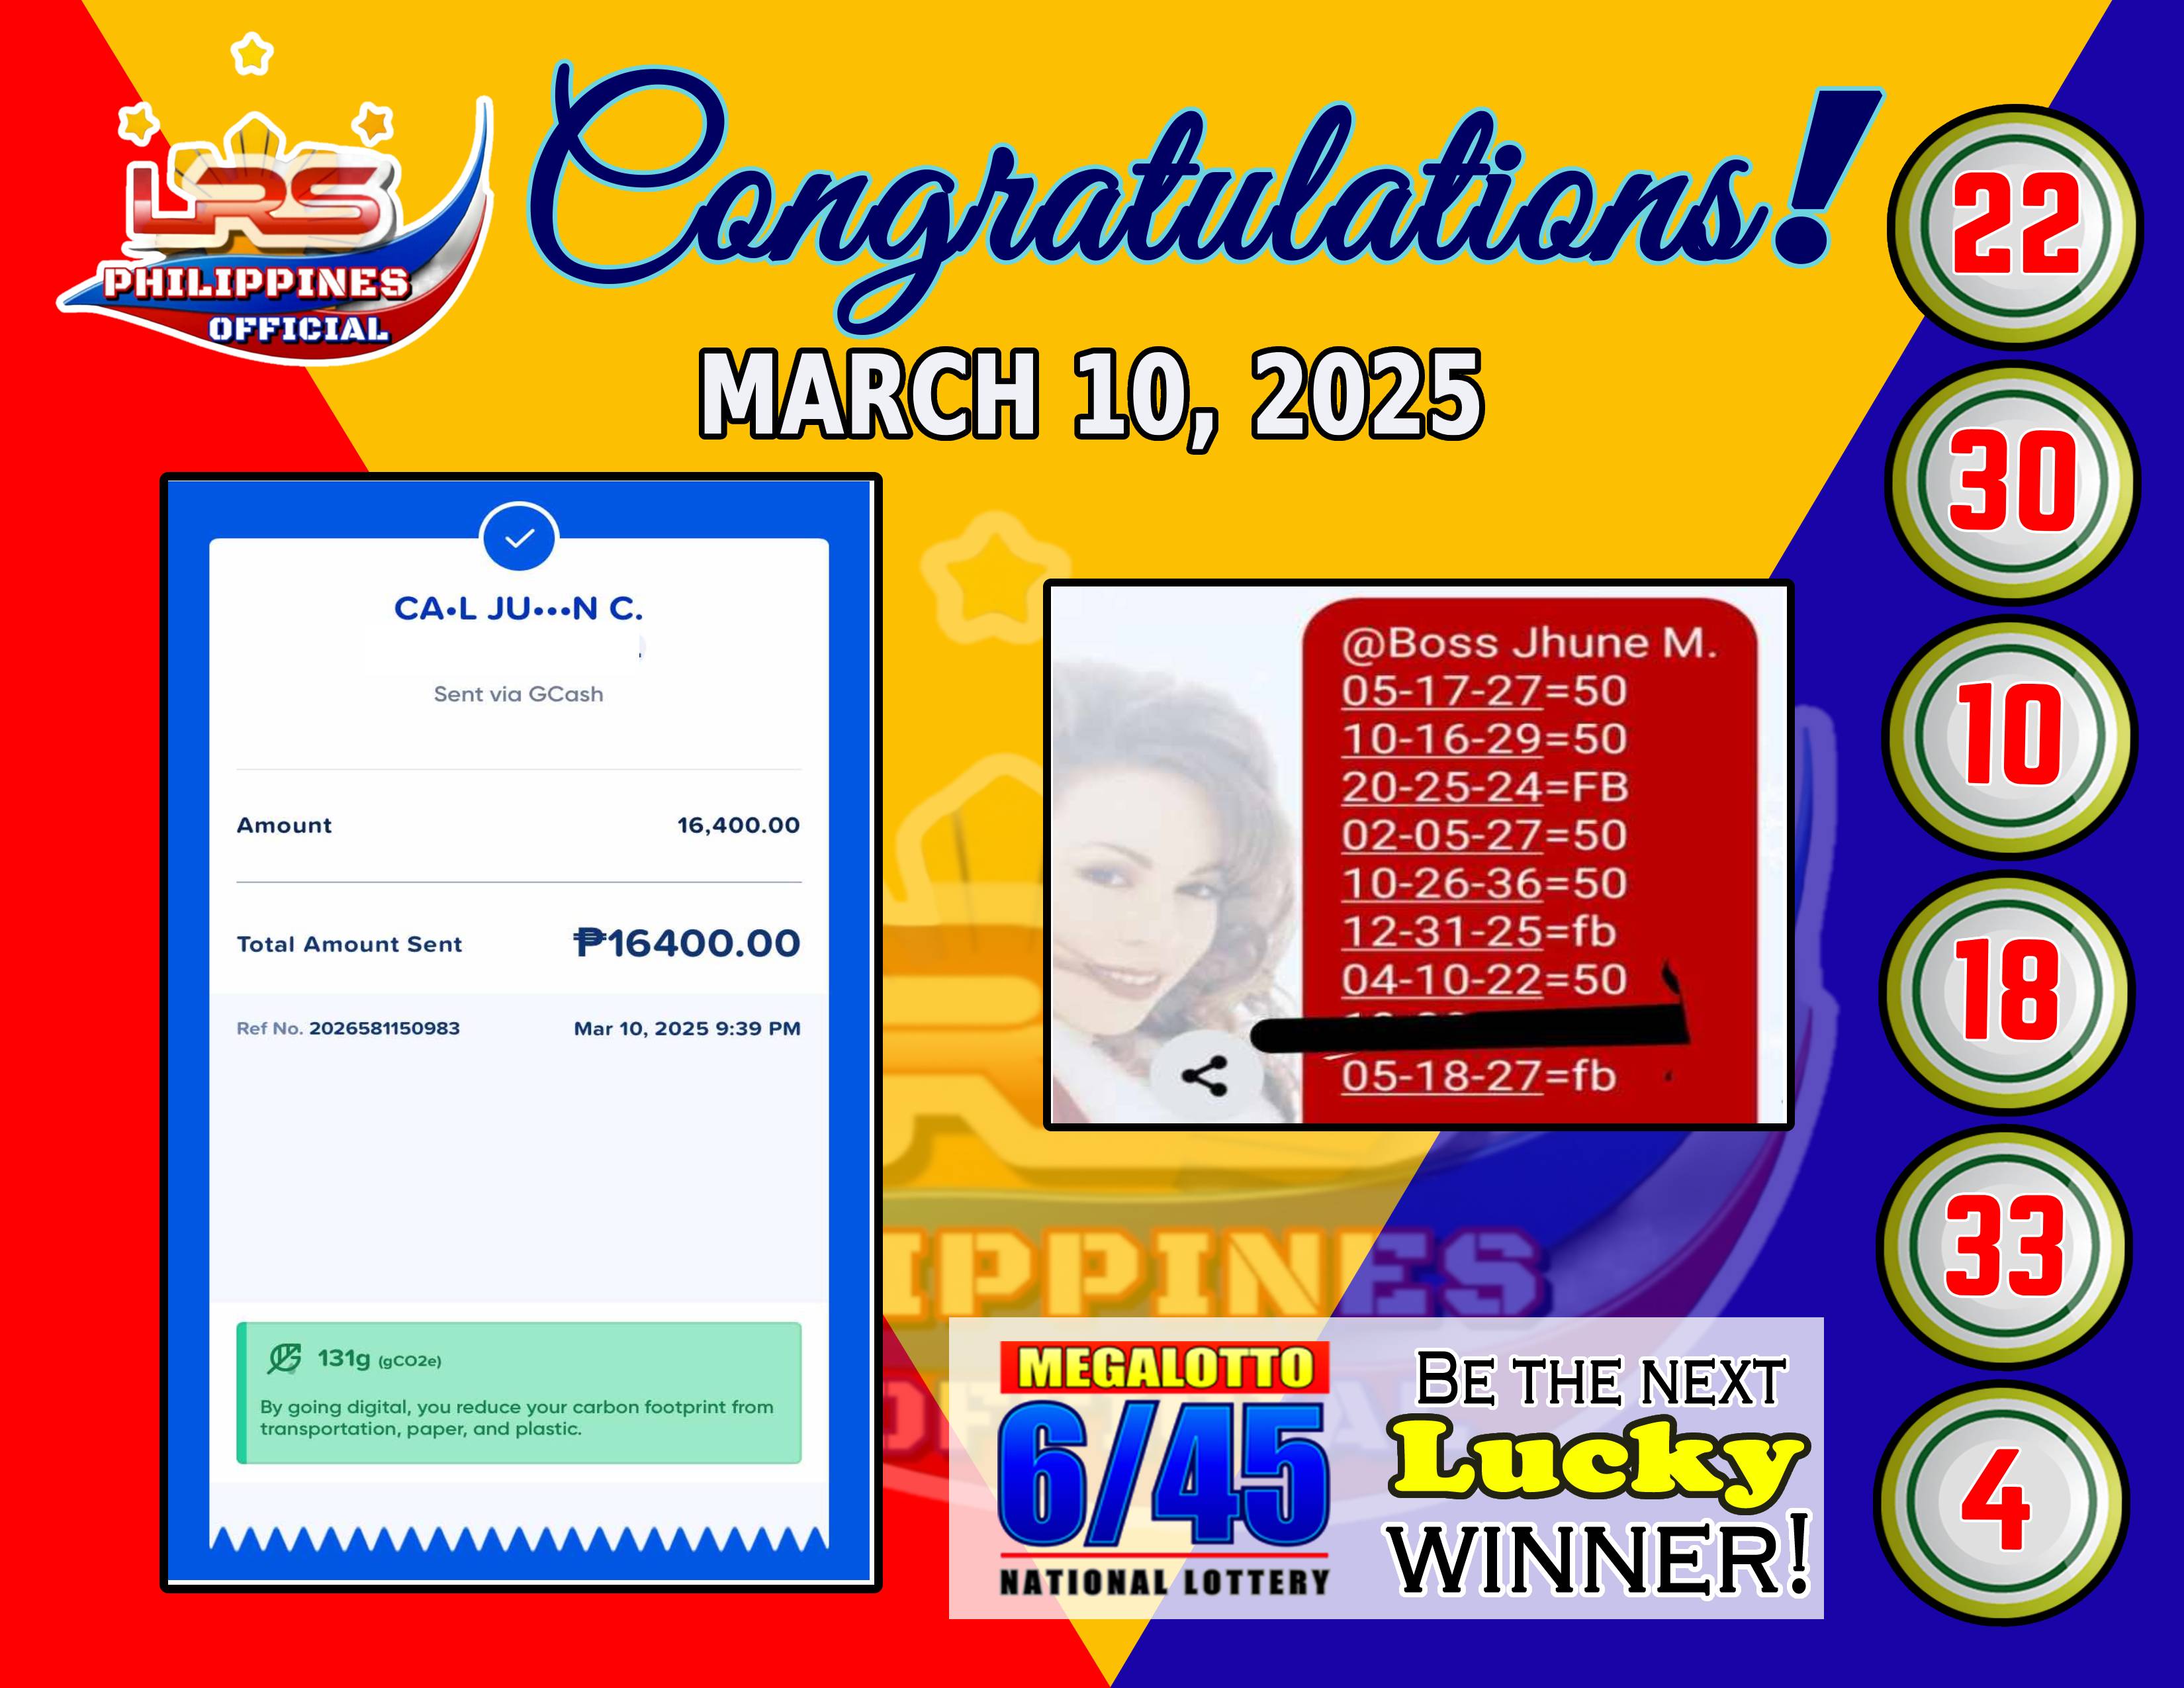 LRS
PHILIPPINES
OFFICIAL
Congratulations!
MARCH 10, 2025
CA•L JU•••N C.
Sent via GCash
Amount 16,400.00
Total Amount Sent ₱16400.00
Ref No. 2026581150983 Mar 10, 2025 9:39 PM
131g (gCO2e)
By going digital, you reduce your carbon footprint from
transportation, paper, and plastic.
@Boss Jhune M.
05-17-27=50
10-16-29=50
20-25-24=FB
02-05-27=50
10-26-36=50
12-31-25=fb
04-10-22=50
05-18-27=fb
IPPINES
MEGALOTTO
6/45
NATIONAL LOTTERY
BE THE NEXT
Lucky
WINNER!
22
30
10
18
33
4